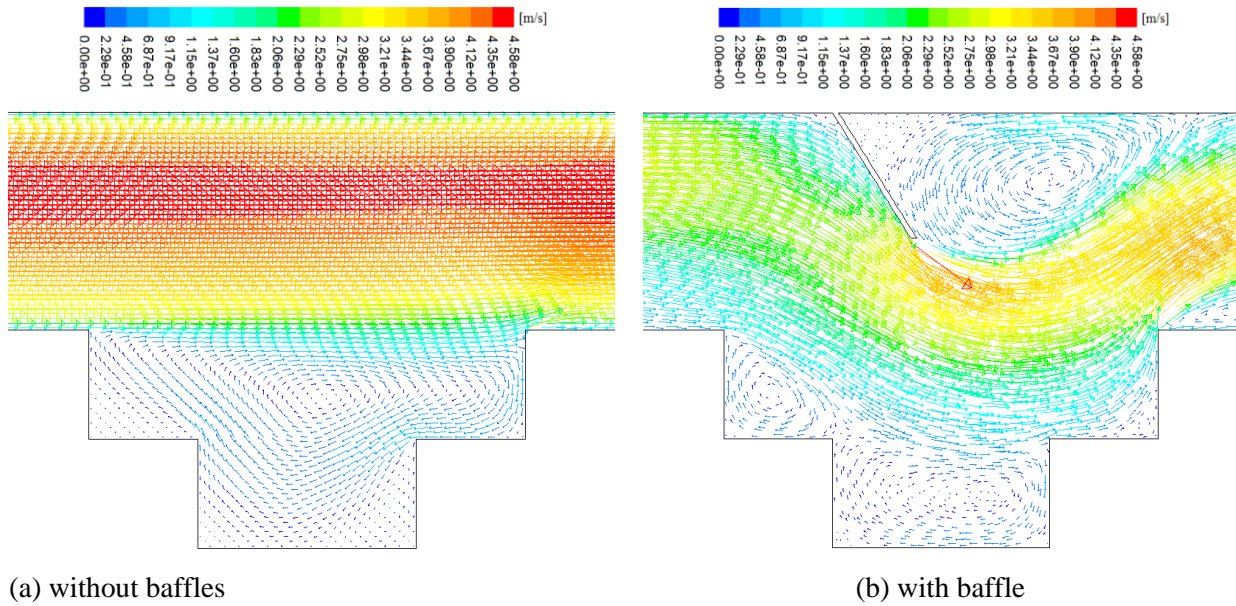 [m/s]
0.00e+00
2.29e-01
4.58e-01
6.87e-01
9.17e-01
1.15e+00
1.37e+00
1.60e+00
1.83e+00
2.06e+00
2.29e+00
2.52e+00
2.75e+00
2.98e+00
3.21e+00
3.44e+00
3.67e+00
3.90e+00
4.12e+00
4.35e+00
4.58e+00
[m/s]
0.00e+00
2.29e-01
4.58e-01
6.87e-01
9.17e-01
1.15e+00
1.37e+00
1.60e+00
1.83e+00
2.06e+00
2.29e+00
2.52e+00
2.75e+00
2.98e+00
3.21e+00
3.44e+00
3.67e+00
3.90e+00
4.12e+00
4.35e+00
4.58e+00
(a) without baffles
(b) with baffle